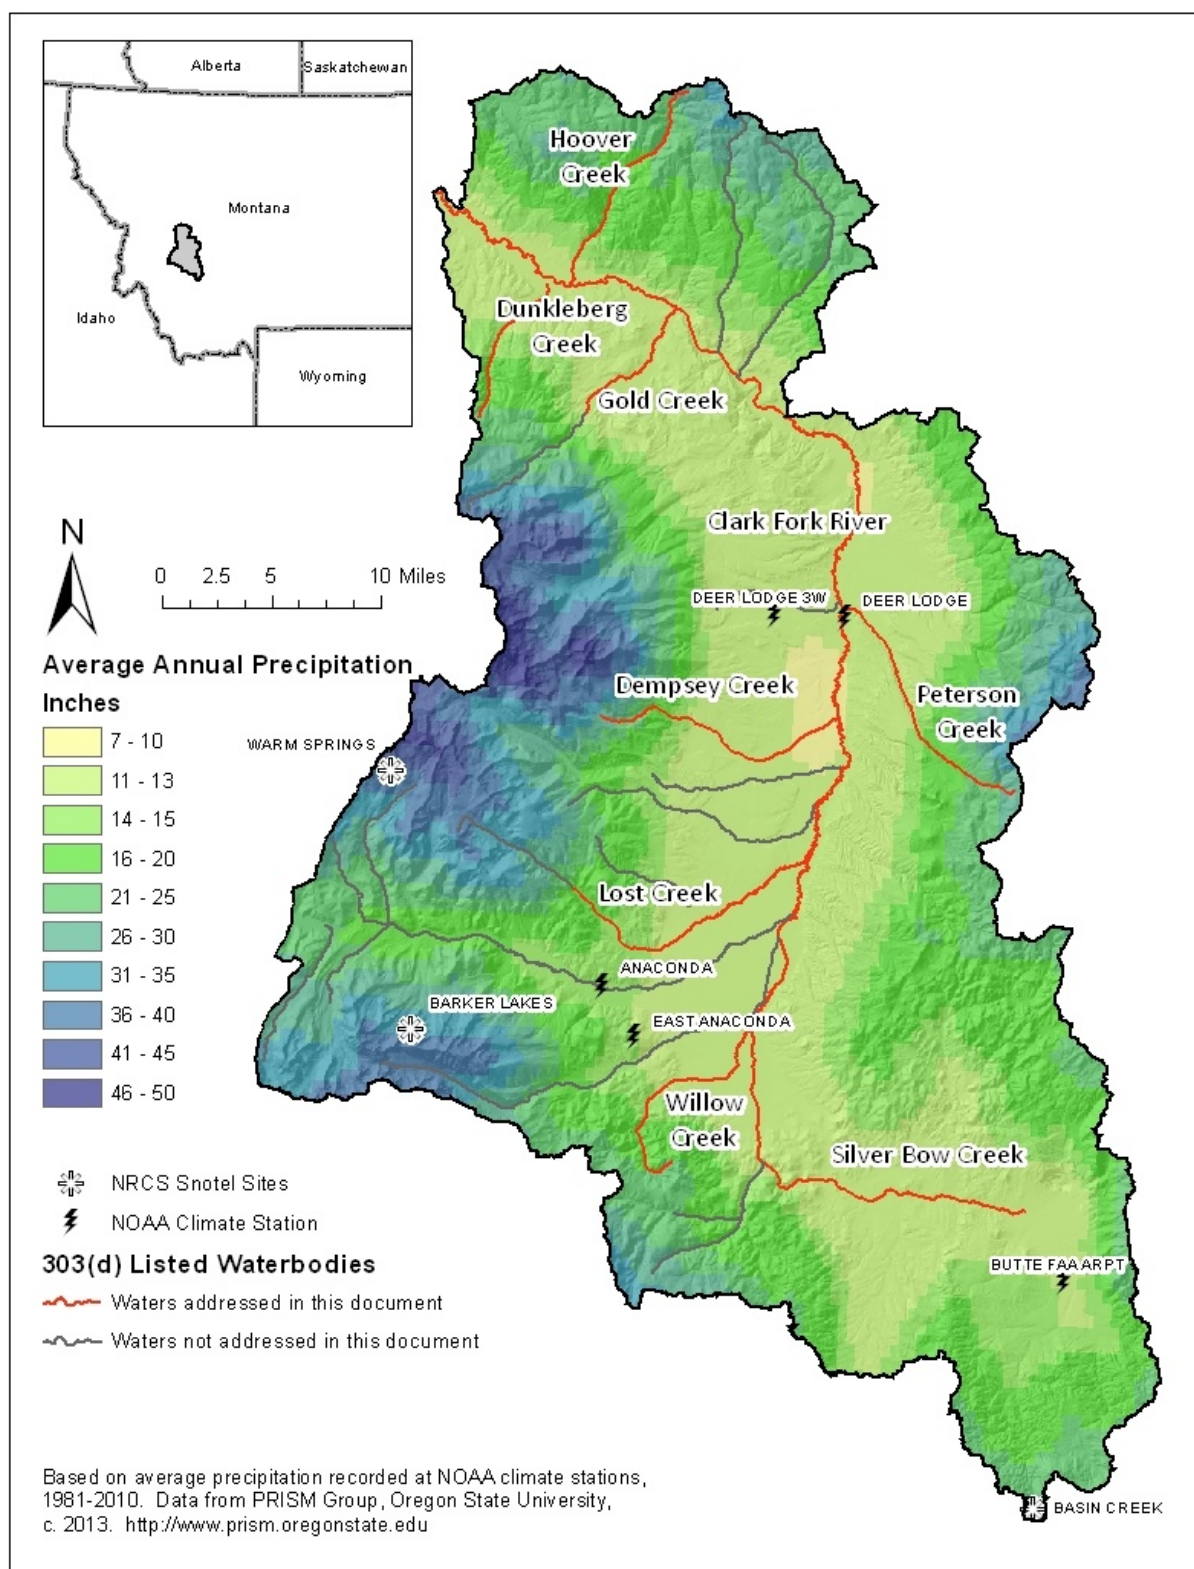 Alberta
Saskatchewan
Montana
Idaho
Wyoming
Hoover
Creek
Dunkleberg
Creek
Gold Creek
Clark Fork River
DEER LODGE 3W
DEER LODGE
Dempsey Creek
Peterson
Creek
WARM SPRINGS
Lost Creek
ANACONDA
BARKER LAKES
EAST ANACONDA
Willow
Creek
Silver Bow Creek
BUTTE FAA ARPT
BASIN CREEK
N
0 2.5 5 10 Miles
Average Annual Precipitation
Inches
7 - 10
11 - 13
14 - 15
16 - 20
21 - 25
26 - 30
31 - 35
36 - 40
41 - 45
46 - 50
NRCS Snotel Sites
NOAA Climate Station
303(d) Listed Waterbodies
Waters addressed in this document
Waters not addressed in this document
Based on average precipitation recorded at NOAA climate stations,
1981-2010. Data from PRISM Group, Oregon State University,
c. 2013. http://www.prism.oregonstate.edu